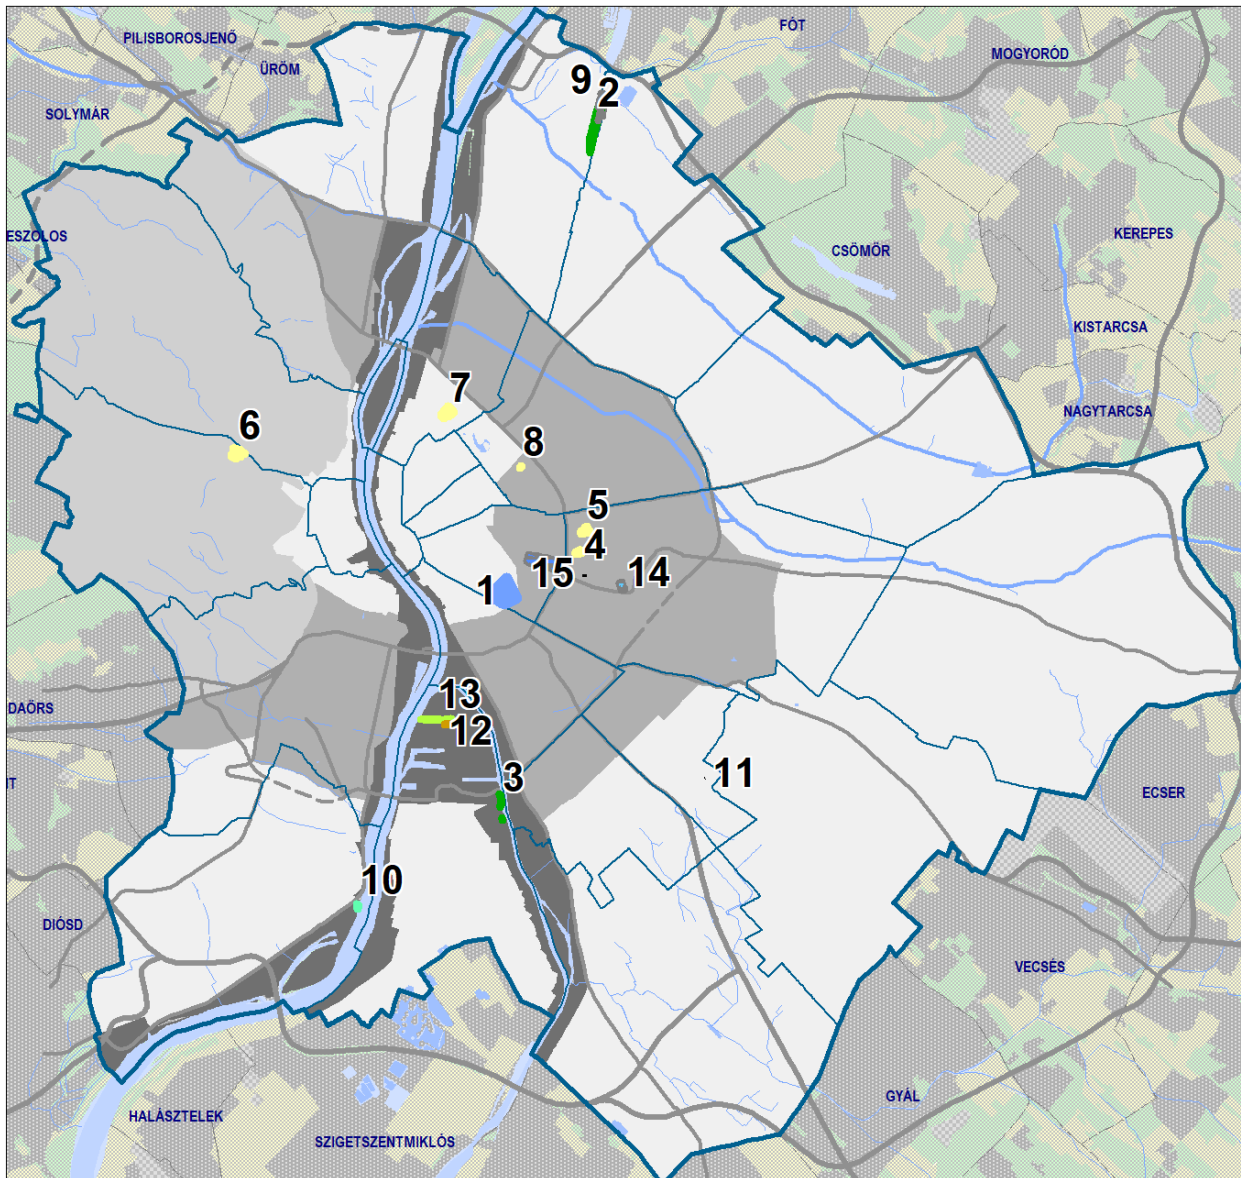 PILISBOROSJENŐ
ÜRÖM
SOLYMÁR
FÓT
MOGYORÓD
9
2
ESZOLOS
CSÖMÖR
KEREPES
KISTARCSA
NAGYTARCSA
7
6
8
5
4
15
14
1
DAÖRS
13
12
11
3
ECSER
10
DIÓSD
VECSÉS
GYÁL
HALÁSZTELEK
SZIGETSZENTMIKLÓS